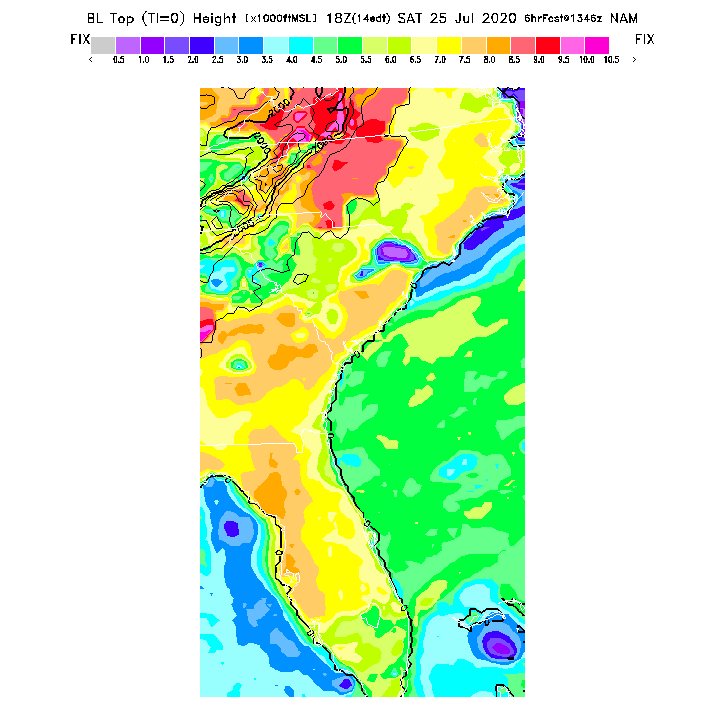 BL Top (TI=0) Height [x1000ftMSL] 18Z(14edt) SAT 25 Jul 2020 6hrFcst@1346z NAM
FIX FIX
< 0.5 1.0 1.5 2.0 2.5 3.0 3.5 4.0 4.5 5.0 5.5 6.0 6.5 7.0 7.5 8.0 8.5 9.0 9.5 10.0 10.5 >
2000
2000
2000